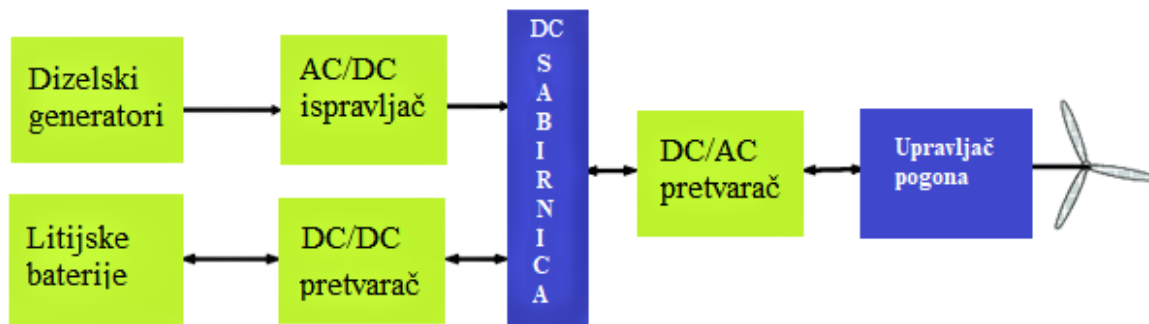 Dizelski
generatori
AC/DC
ispravljač
DC
S
A
B
I
R
N
I
C
A
Litijske
baterije
DC/DC
pretvarač
DC/AC
pretvarač
Upravljač
pogona